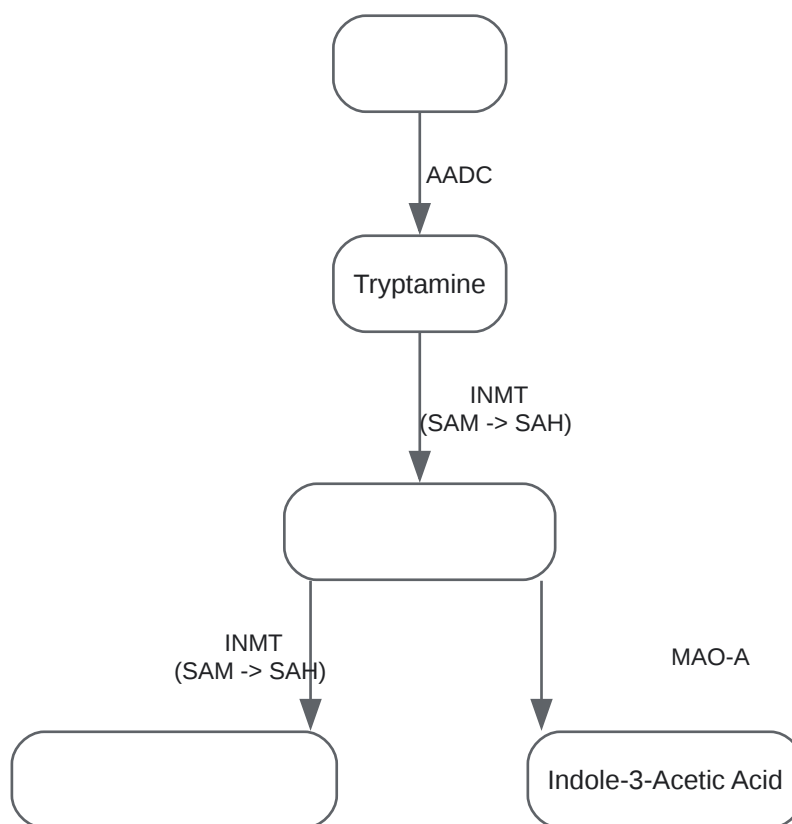 AADC
Tryptamine
INMT
(SAM -> SAH)
INMT
(SAM -> SAH)
MAO-A
Indole-3-Acetic Acid